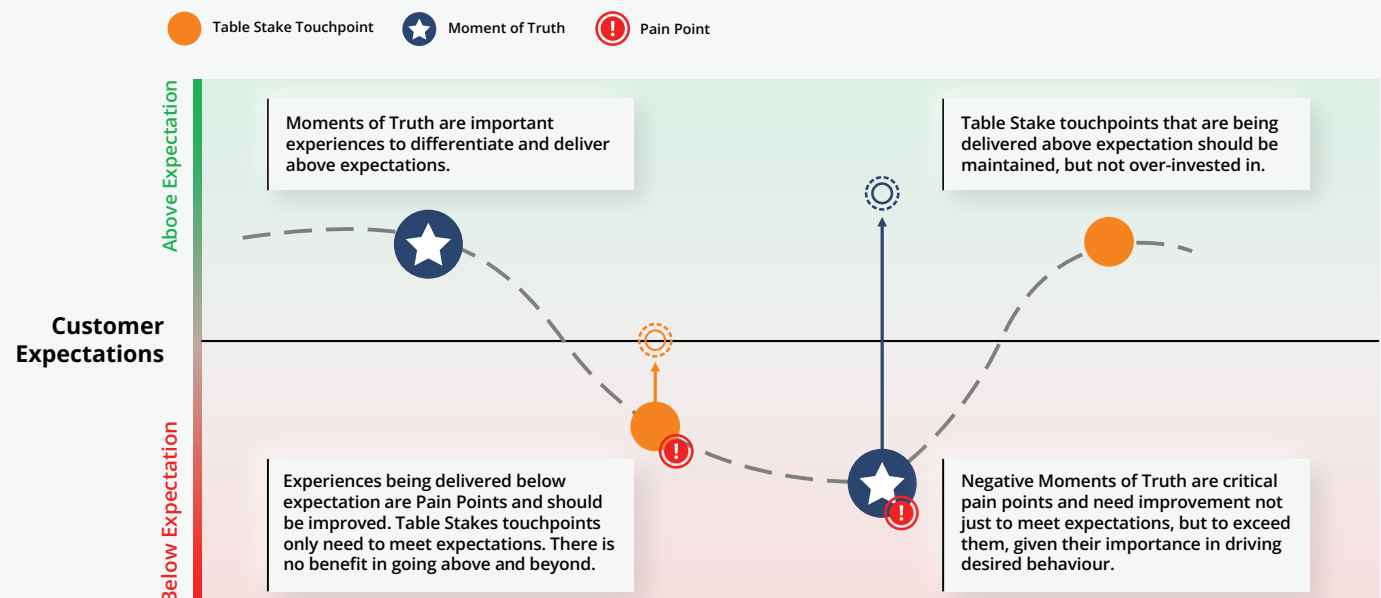 Table Stake Touchpoint
Moment of Truth
Pain Point
Above Expectation
Moments of Truth are important
experiences to differentiate and deliver
above expectations.
Table Stake touchpoints that are being
delivered above expectation should be
maintained, but not over-invested in.
Customer
Expectations
Below Expectation
Experiences being delivered below
expectation are Pain Points and should
be improved. Table Stakes touchpoints
only need to meet expectations. There is
no benefit in going above and beyond.
Negative Moments of Truth are critical
pain points and need improvement not
just to meet expectations, but to exceed
them, given their importance in driving
desired behaviour.